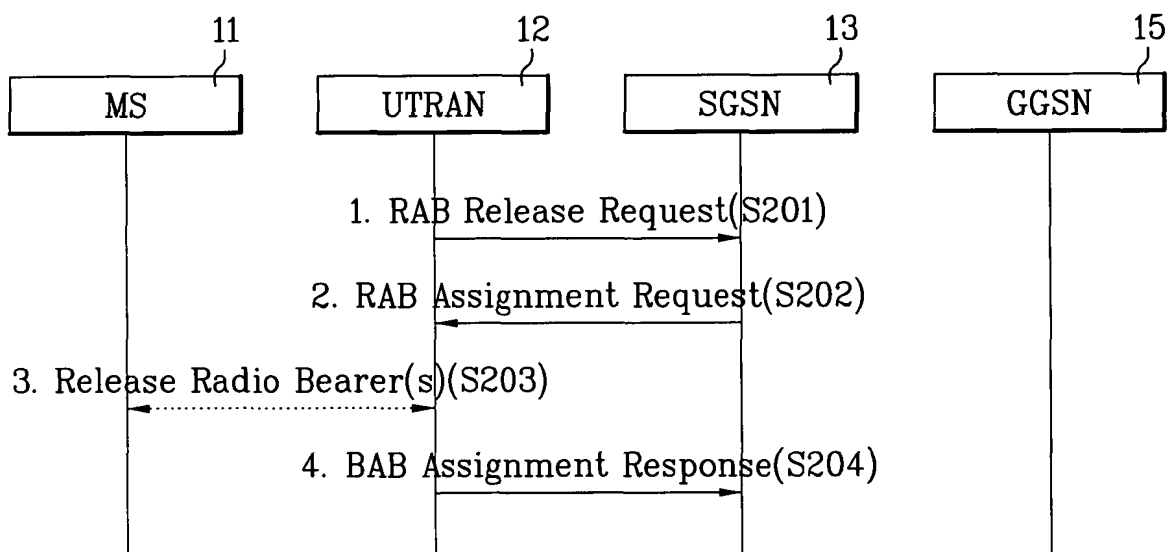 11 12 13 15
MS UTRAN SGSN GGSN
1. RAB Release Request(S201)
2. RAB Assignment Request(S202)
3. Release Radio Bearer(s)(S203)
4. BAB Assignment Response(S204)